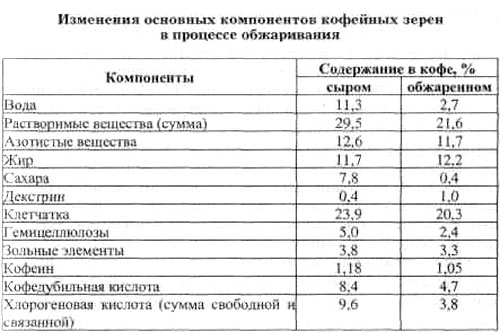 Изменения основных компонентов кофейных зерен
в процессе обжаривания
Компоненты Содержание в кофе, %
сыром обжаренном
Вода 11,3 2,7
Растворимые вещества (сумма) 29,5 21,6
Азотистые вещества 12,6 11,7
Жир 11,7 12,2
Сахара 7,8 0,4
Декстрин 0,4 1,0
Клетчатка 23,9 20,3
Гемицеллюлозы 5,0 2,4
Зольные элементы 3,8 3,3
Кофеин 1,18 1,05
Кофедубильная кислота 8,4 4,7
Хлорогеновая кислота (сумма свободной и 9,6 3,8
связанной)